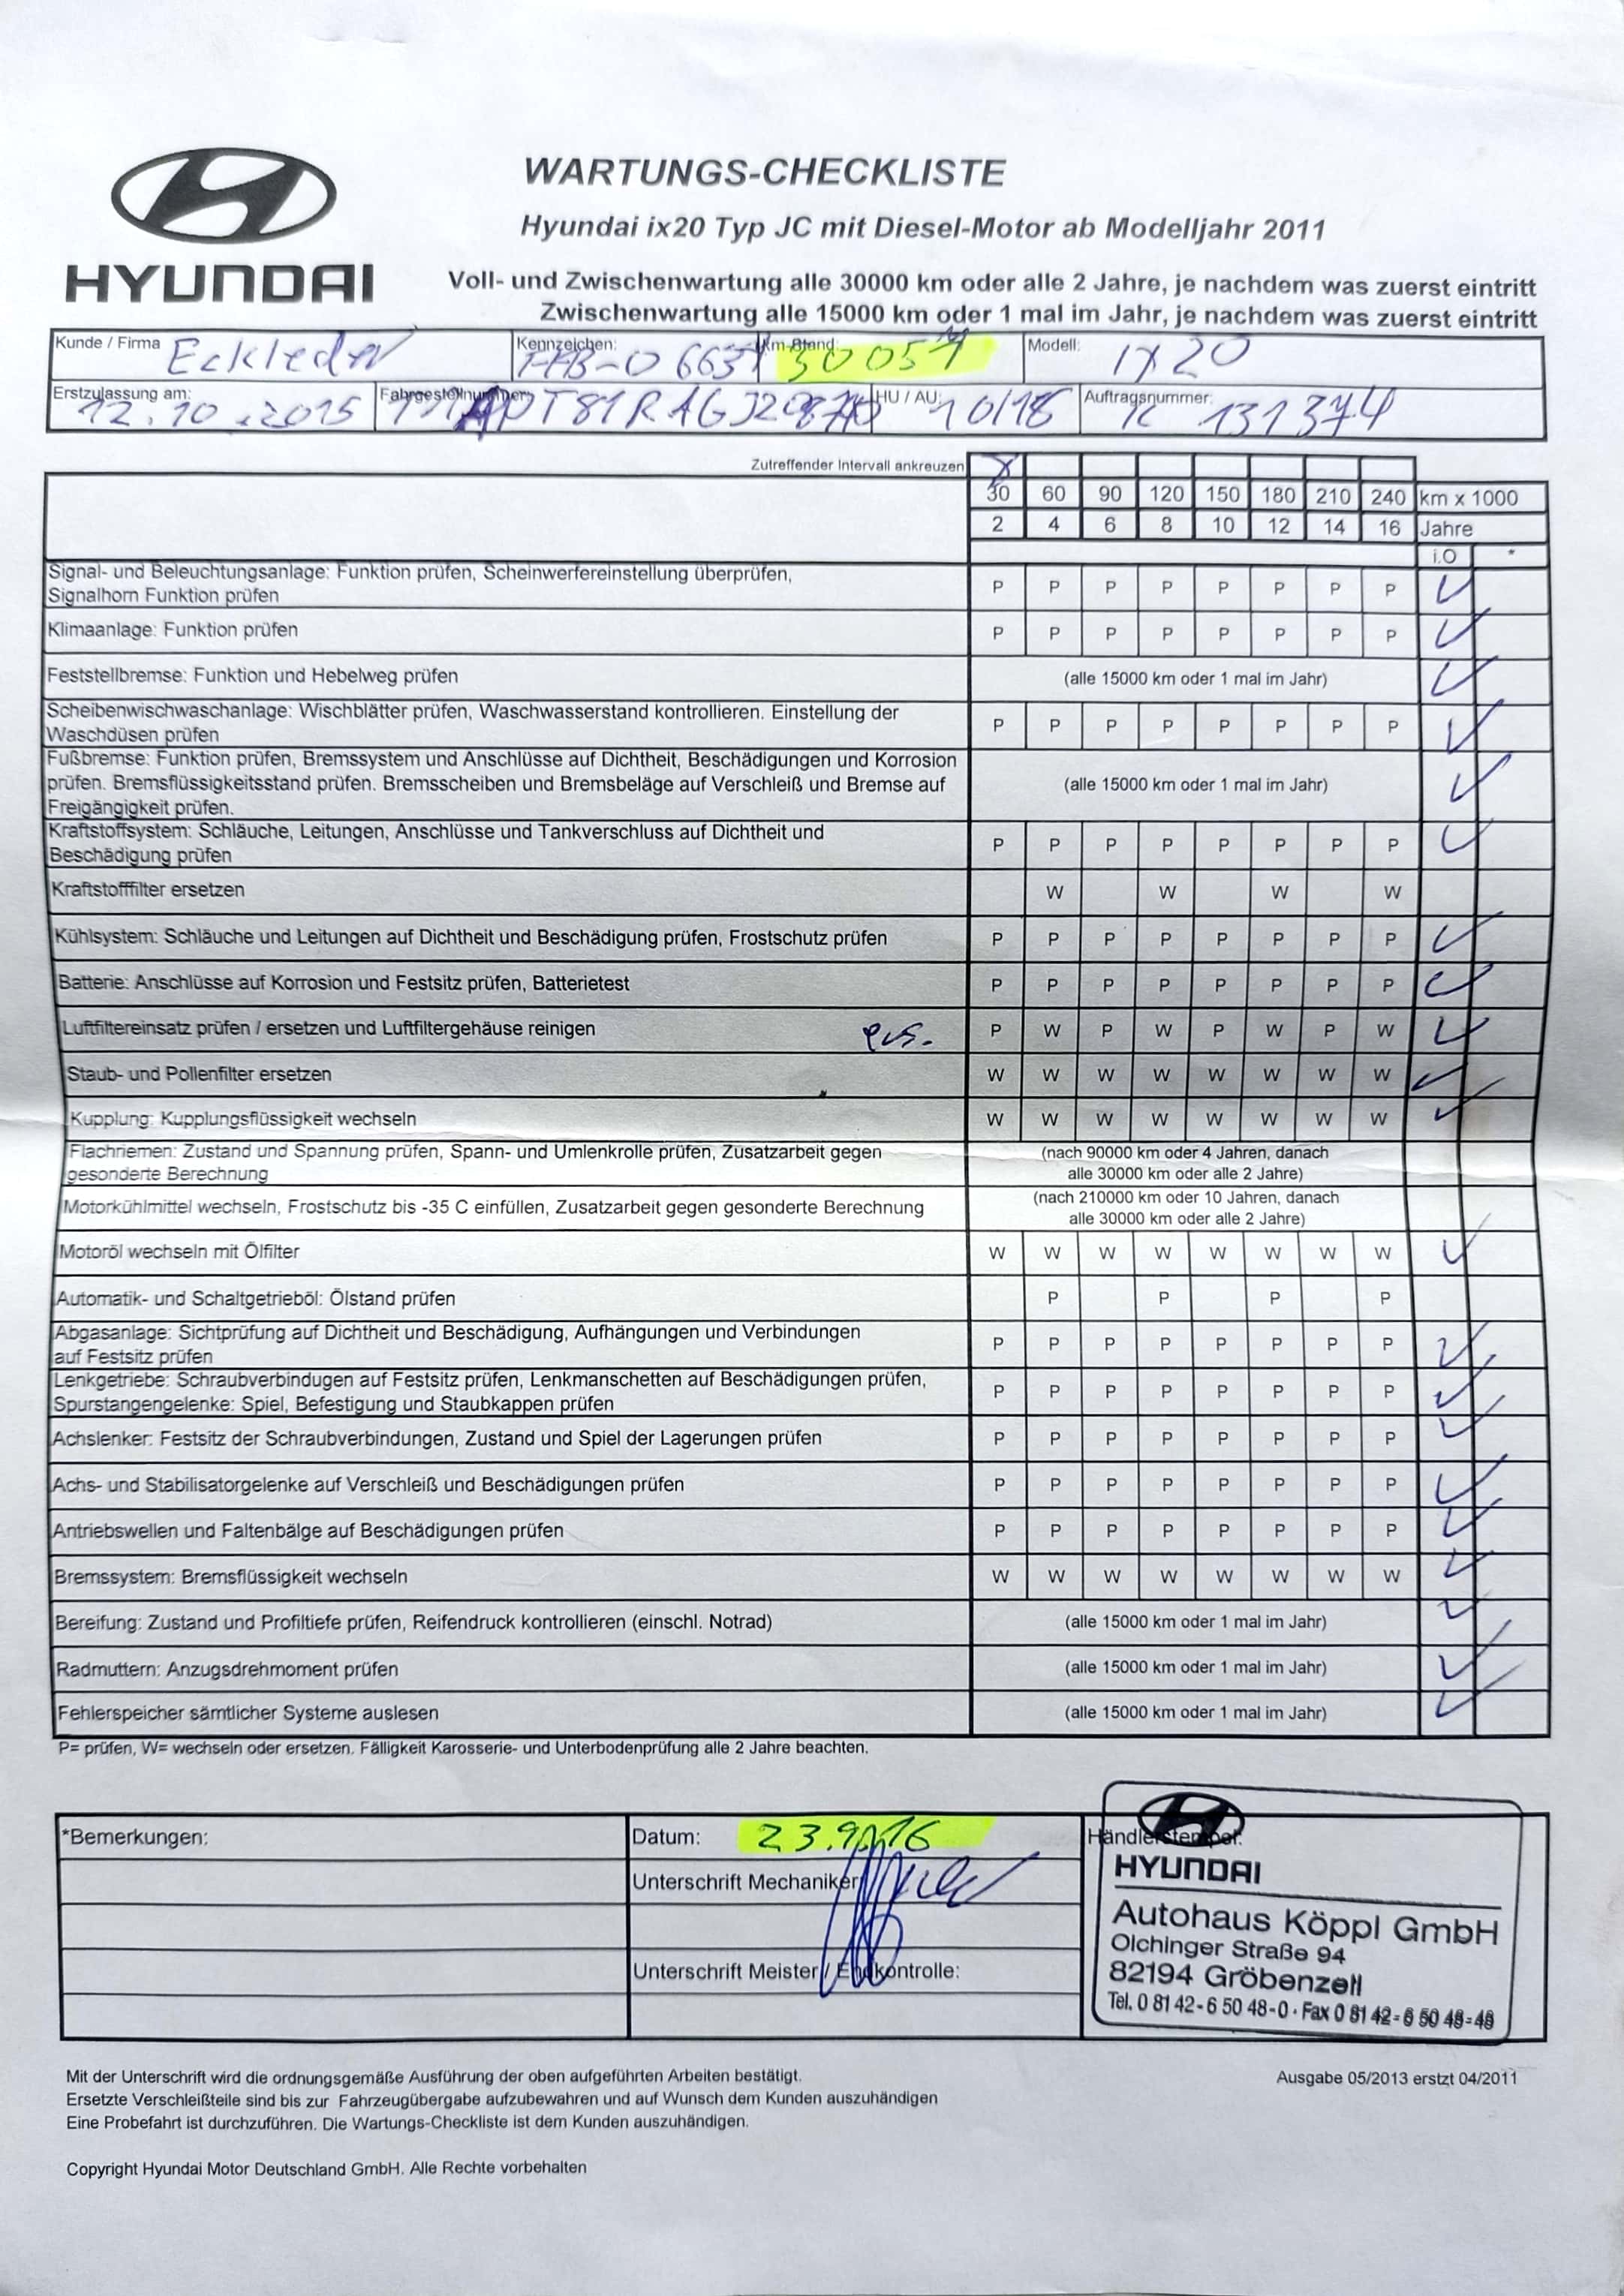 WARTUNGS-CHECKLISTE
Hyundai ix20 Typ JC mit Diesel-Motor ab Modelljahr 2011
HYUNDAI
Voll- und Zwischenwartung alle 30000 km oder alle 2 Jahre, je nachdem was zuerst eintritt
Zwischenwartung alle 15000 km oder 1 mal im Jahr, je nachdem was zuerst eintritt
Kunde / Firma Eckleder Kennzeichen: Km-Stand: Modell: ix20
Erstzulassung am: 12.10.2015 Fahrgestellnummer: HU / AU: 10/18 Auftragsnummer: 131374
Zutreffender Intervall ankreuzen X
30 60 90 120 150 180 210 240 km x 1000
2 4 6 8 10 12 14 16 Jahre
i.O *
Signal- und Beleuchtungsanlage: Funktion prüfen, Scheinwerfereinstellung überprüfen,
Signalhorn Funktion prüfen P P P P P P P P
Klimaanlage: Funktion prüfen P P P P P P P P
Feststellbremse: Funktion und Hebelweg prüfen (alle 15000 km oder 1 mal im Jahr)
Scheibenwischwaschanlage: Wischblätter prüfen, Waschwasserstand kontrollieren. Einstellung der
Waschdüsen prüfen P P P P P P P P
Fußbremse: Funktion prüfen, Bremssystem und Anschlüsse auf Dichtheit, Beschädigungen und Korrosion
prüfen. Bremsflüssigkeitsstand prüfen. Bremsscheiben und Bremsbeläge auf Verschleiß und Bremse auf (alle 15000 km oder 1 mal im Jahr)
Freigängigkeit prüfen.
Kraftstoffsystem: Schläuche, Leitungen, Anschlüsse und Tankverschluss auf Dichtheit und
Beschädigung prüfen P P P P P P P P
Kraftstofffilter ersetzen W W W W
Kühlsystem: Schläuche und Leitungen auf Dichtheit und Beschädigung prüfen, Frostschutz prüfen P P P P P P P P
Batterie: Anschlüsse auf Korrosion und Festsitz prüfen, Batterietest P P P P P P P P
Luftfiltereinsatz prüfen / ersetzen und Luftfiltergehäuse reinigen P W P W P W P W
Staub- und Pollenfilter ersetzen W W W W W W W W
Kupplung: Kupplungsflüssigkeit wechseln W W W W W W W W
Flachriemen: Zustand und Spannung prüfen, Spann- und Umlenkrolle prüfen, Zusatzarbeit gegen (nach 90000 km oder 4 Jahren, danach
gesonderte Berechnung alle 30000 km oder alle 2 Jahre)
Motorkühlmittel wechseln, Frostschutz bis -35 C einfüllen, Zusatzarbeit gegen gesonderte Berechnung (nach 210000 km oder 10 Jahren, danach
alle 30000 km oder alle 2 Jahre)
Motoröl wechseln mit Ölfilter W W W W W W W W
Automatik- und Schaltgetrieböl: Ölstand prüfen P P P P
Abgasanlage: Sichtprüfung auf Dichtheit und Beschädigung, Aufhängungen und Verbindungen
auf Festsitz prüfen P P P P P P P P
Lenkgetriebe: Schraubverbindugen auf Festsitz prüfen, Lenkmanschetten auf Beschädigungen prüfen,
Spurstangengelenke: Spiel, Befestigung und Staubkappen prüfen P P P P P P P P
Achslenker: Festsitz der Schraubverbindungen, Zustand und Spiel der Lagerungen prüfen P P P P P P P P
Achs- und Stabilisatorgelenke auf Verschleiß und Beschädigungen prüfen P P P P P P P P
Antriebswellen und Faltenbälge auf Beschädigungen prüfen P P P P P P P P
Bremssystem: Bremsflüssigkeit wechseln W W W W W W W W
Bereifung: Zustand und Profiltiefe prüfen, Reifendruck kontrollieren (einschl. Notrad) (alle 15000 km oder 1 mal im Jahr)
Radmuttern: Anzugsdrehmoment prüfen (alle 15000 km oder 1 mal im Jahr)
Fehlerspeicher sämtlicher Systeme auslesen (alle 15000 km oder 1 mal im Jahr)
P= prüfen, W= wechseln oder ersetzen. Fälligkeit Karosserie- und Unterbodenprüfung alle 2 Jahre beachten.
*Bemerkungen: Datum: Händlerstempel:
Unterschrift Mechaniker
Unterschrift Meister / Endkontrolle:
HYUNDAI
Autohaus Köppl GmbH
Olchinger Straße 94
82194 Gröbenzell
Tel. 0 81 42 - 6 50 48-0 · Fax 0 81 42 - 6 50 48-48
Mit der Unterschrift wird die ordnungsgemäße Ausführung der oben aufgeführten Arbeiten bestätigt.
Ersetzte Verschleißteile sind bis zur Fahrzeugübergabe aufzubewahren und auf Wunsch dem Kunden auszuhändigen
Eine Probefahrt ist durchzuführen. Die Wartungs-Checkliste ist dem Kunden auszuhändigen.
Ausgabe 05/2013 erstzt 04/2011
Copyright Hyundai Motor Deutschland GmbH. Alle Rechte vorbehalten